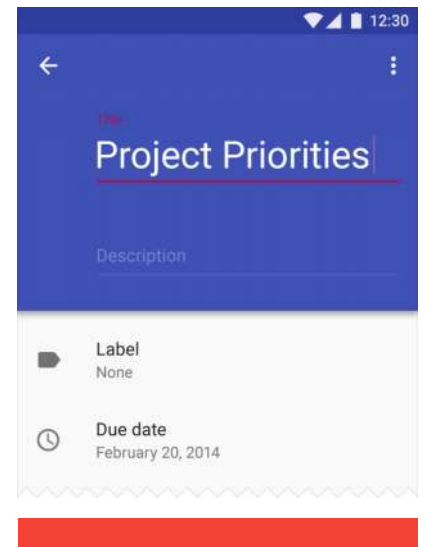 12:30
Title
Project Priorities
Description
Label
None
Due date
February 20, 2014